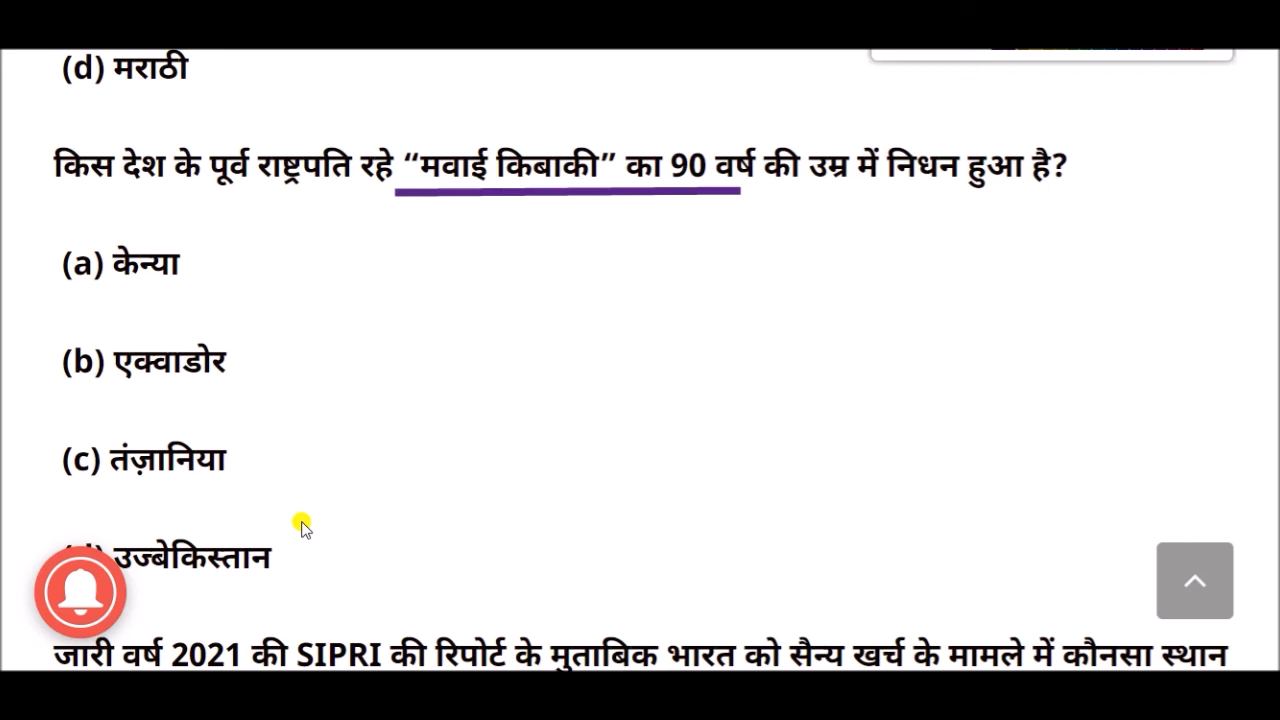 (d) मराठी
किस देश के पूर्व राष्ट्रपति रहे “मवाई किबाकी” का 90 वर्ष की उम्र में निधन हुआ है?
(a) केन्या
(b) एक्वाडोर
(c) तंज़ानिया
(d) उज्बेकिस्तान
जारी वर्ष 2021 की SIPRI की रिपोर्ट के मुताबिक भारत को सैन्य खर्च के मामले में कौनसा स्थान